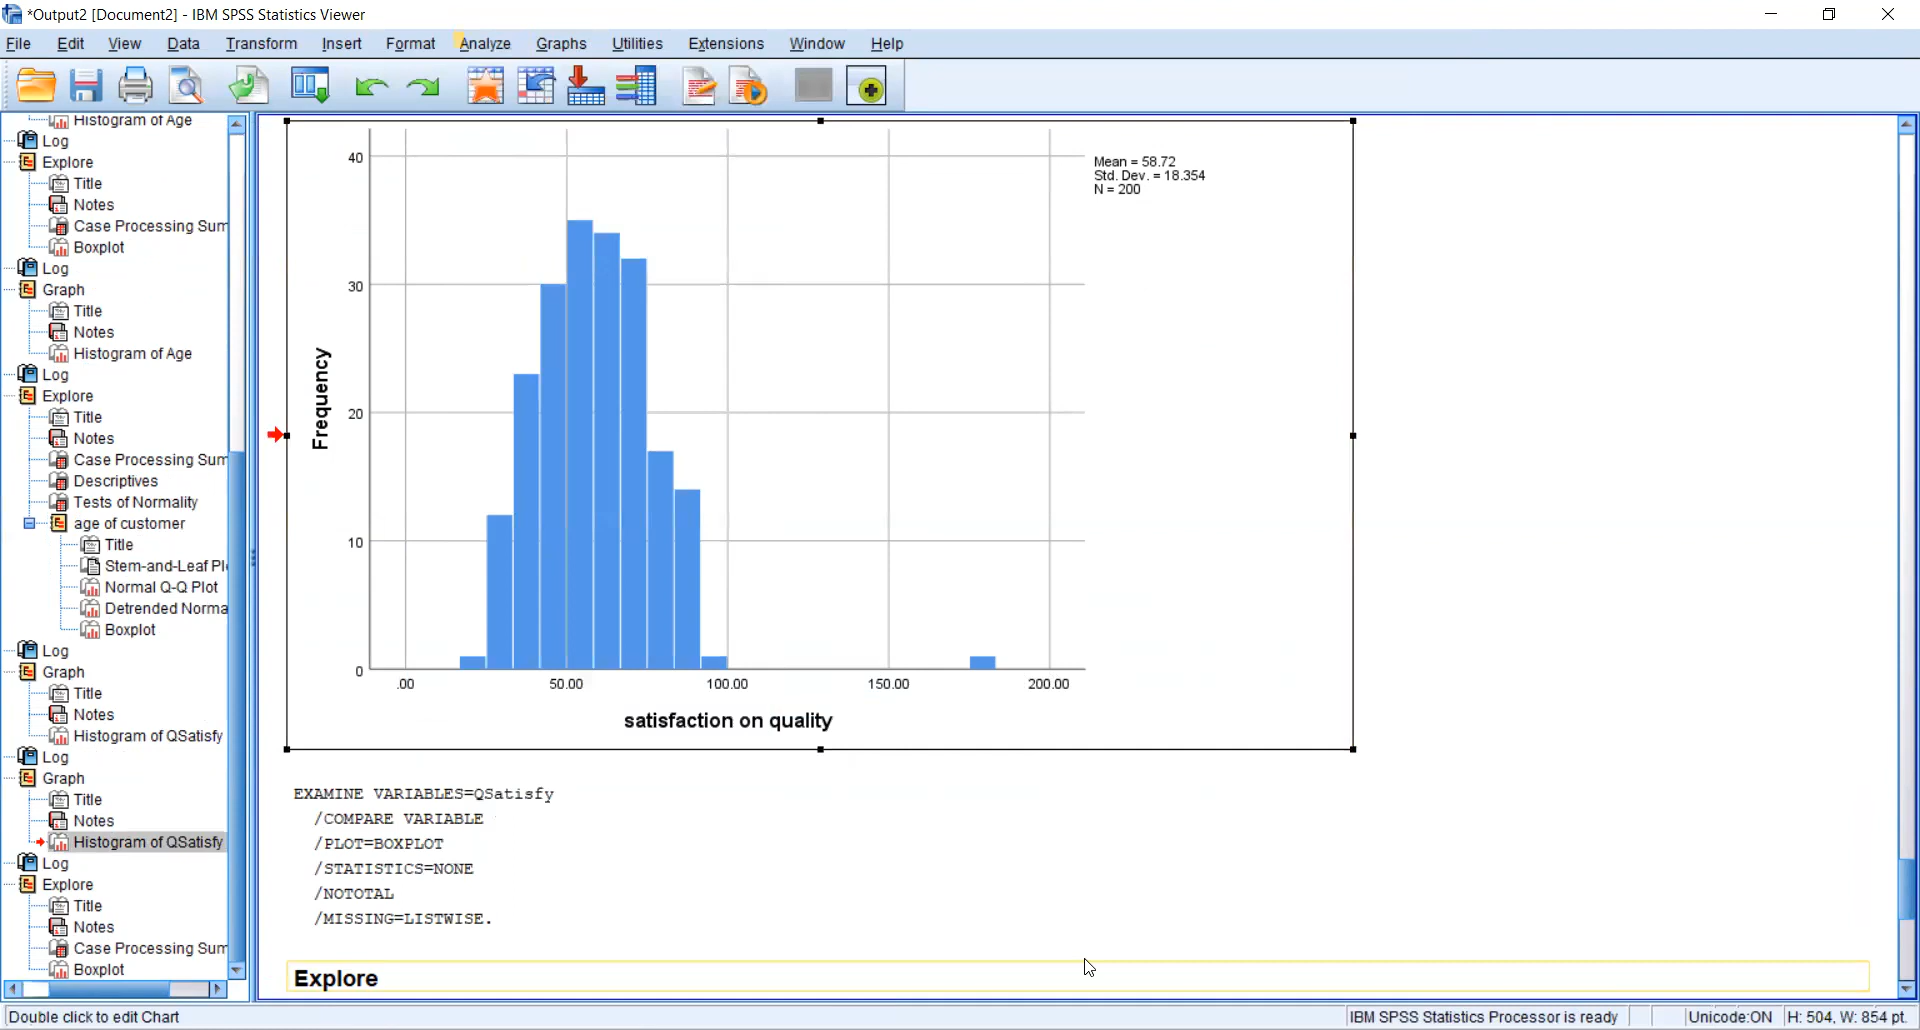 *Output2 [Document2] - IBM SPSS Statistics Viewer
File Edit View Data Transform Insert Format Analyze Graphs Utilities Extensions Window Help
Histogram of Age
Log
Explore
Title
Notes
Case Processing Sum
Boxplot
Log
Graph
Title
Notes
Histogram of Age
Log
Explore
Title
Notes
Case Processing Sum
Descriptives
Tests of Normality
age of customer
Title
Stem-and-Leaf Pl
Normal Q-Q Plot
Detrended Norma
Boxplot
Log
Graph
Title
Notes
Histogram of QSatisfy
Log
Graph
Title
Notes
Histogram of QSatisfy
Log
Explore
Title
Notes
Case Processing Sum
Boxplot
Mean = 58.72
Std. Dev. = 18.354
N = 200
40
30
20
10
0
Frequency
.00 50.00 100.00 150.00 200.00
satisfaction on quality
EXAMINE VARIABLES=QSatisfy
/COMPARE VARIABLE
/PLOT=BOXPLOT
/STATISTICS=NONE
/NOTOTAL
/MISSING=LISTWISE.
Explore
Double click to edit Chart
IBM SPSS Statistics Processor is ready
Unicode:ON
H: 504, W: 854 pt.